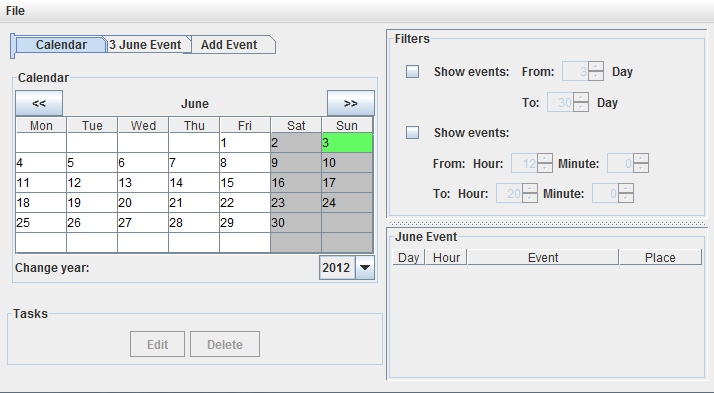 File
Calendar 3 June Event Add Event
Calendar
<< June >>
Mon Tue Wed Thu Fri Sat Sun
1 2 3
4 5 6 7 8 9 10
11 12 13 14 15 16 17
18 19 20 21 22 23 24
25 26 27 28 29 30
Change year: 2012
Tasks
Edit Delete
Filters
Show events: From: 3 Day
To: 30 Day
Show events:
From: Hour: 12 Minute: 0
To: Hour: 20 Minute: 0
June Event
Day Hour Event Place